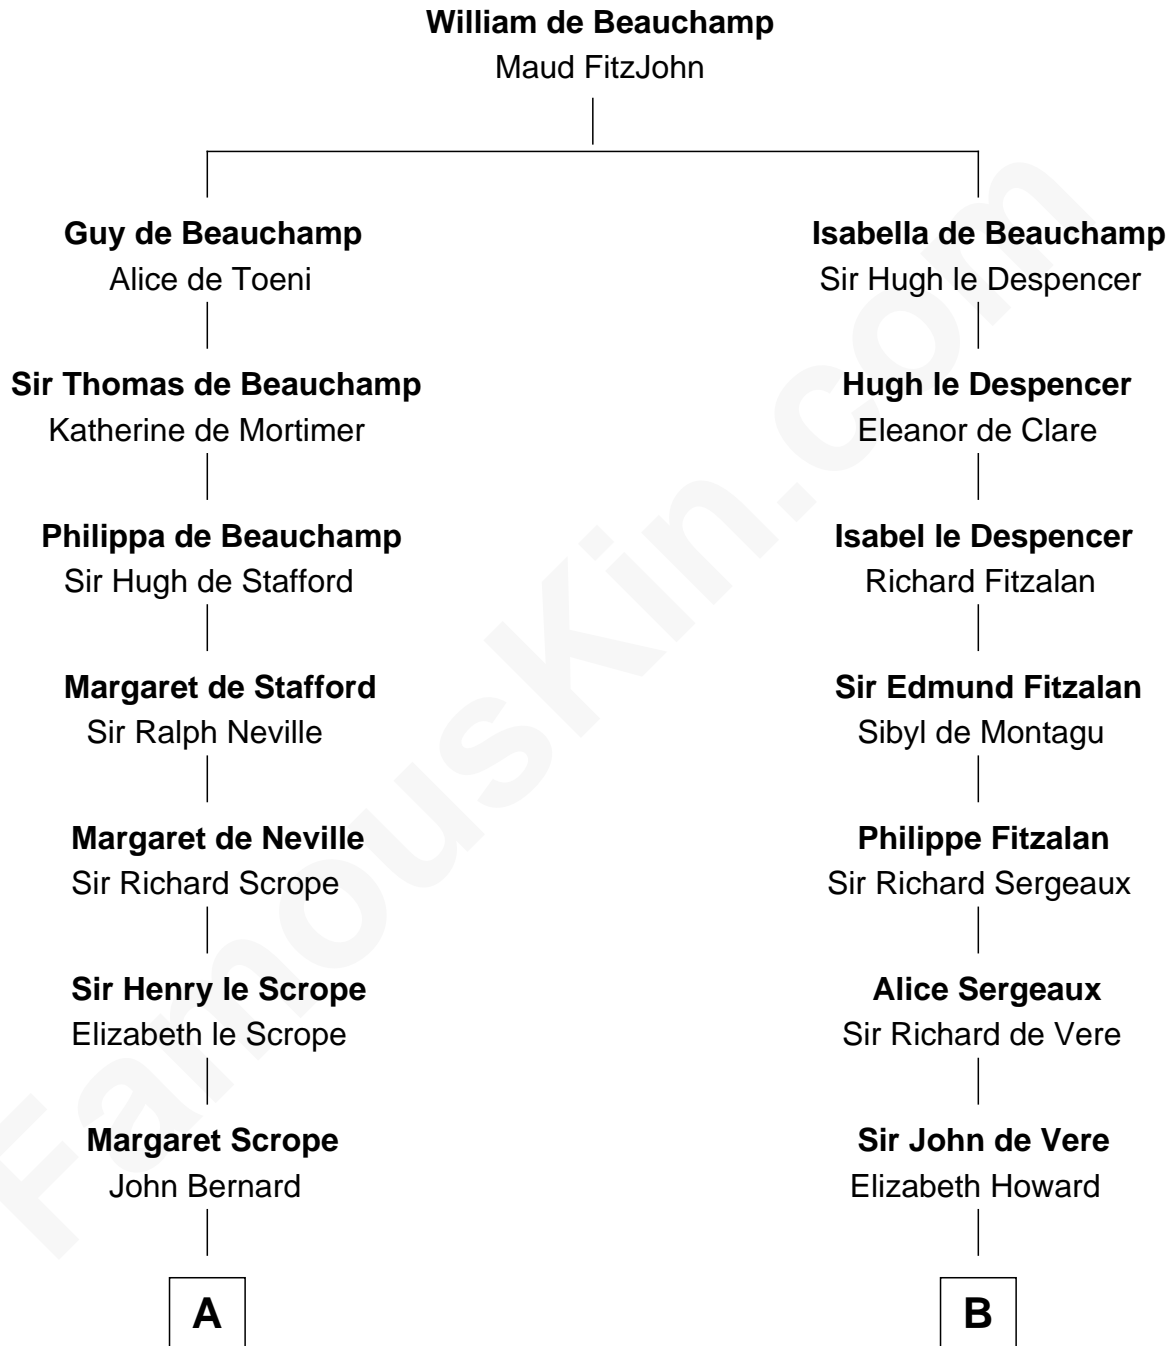 William de Beauchamp
Maud FitzJohn
Guy de Beauchamp
Alice de Toeni
Isabella de Beauchamp
Sir Hugh le Despencer
Sir Thomas de Beauchamp
Katherine de Mortimer
Hugh le Despencer
Eleanor de Clare
Philippa de Beauchamp
Sir Hugh de Stafford
Isabel le Despencer
Richard Fitzalan
Margaret de Stafford
Sir Ralph Neville
Sir Edmund Fitzalan
Sibyl de Montagu
Margaret de Neville
Sir Richard Scrope
Philippe Fitzalan
Sir Richard Sergeaux
Sir Henry le Scrope
Elizabeth le Scrope
Alice Sergeaux
Sir Richard de Vere
Margaret Scrope
John Bernard
Sir John de Vere
Elizabeth Howard
A
B
FamousKin.com